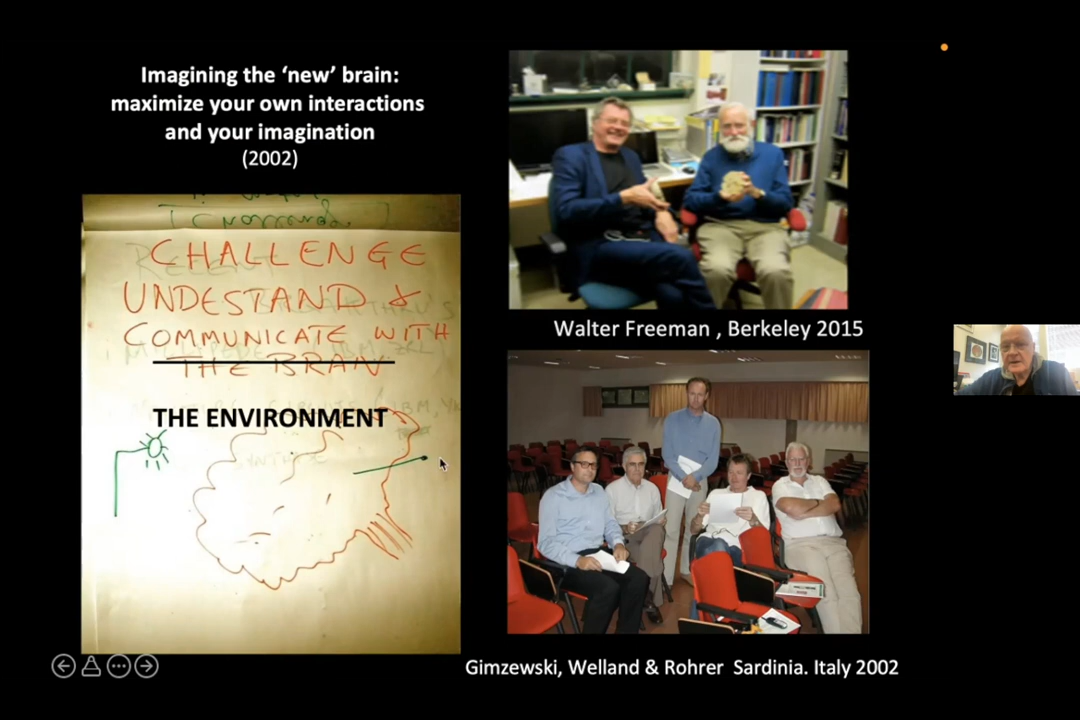 Imagining the ‘new’ brain:
maximize your own interactions
and your imagination
(2002)
CHALLENGE
UNDESTAND &
COMMUNICATE WITH
THE BRAIN
THE ENVIRONMENT
Walter Freeman , Berkeley 2015
Gimzewski, Welland & Rohrer Sardinia. Italy 2002